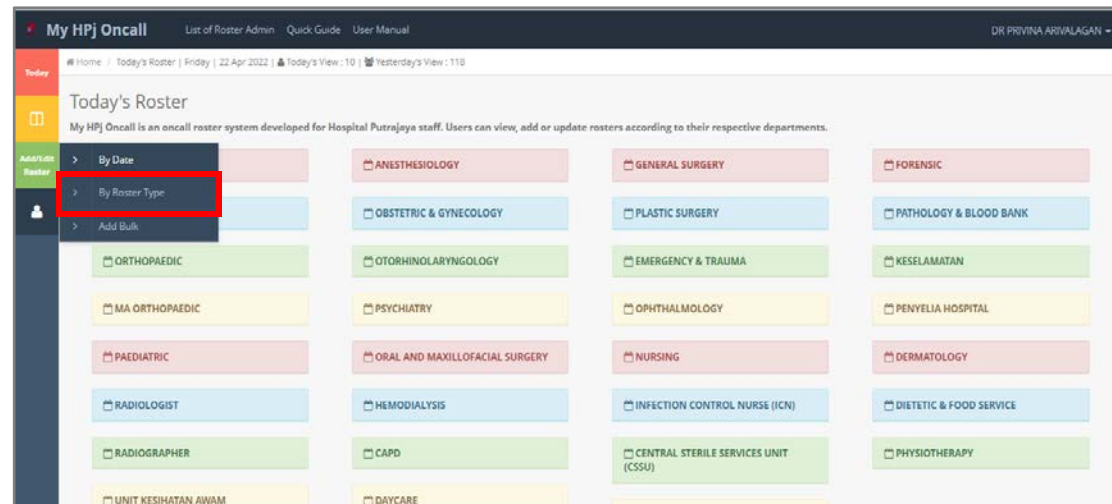 My HPj Oncall List of Roster Admin Quick Guide User Manual DR PRIVINA ARIVALAGAN
Home / Today's Roster | Friday | 22 Apr 2022 | Today's View : 10 | Yesterday's View : 118
Today
Today's Roster
My HPj Oncall is an oncall roster system developed for Hospital Putrajaya staff. Users can view, add or update rosters according to their respective departments.
Add/Edit Roster
> By Date
> By Roster Type
> Add Bulk
ANESTHESIOLOGY GENERAL SURGERY FORENSIC
OBSTETRIC & GYNECOLOGY PLASTIC SURGERY PATHOLOGY & BLOOD BANK
ORTHOPAEDIC OTORHINOLARYNGOLOGY EMERGENCY & TRAUMA KESELAMATAN
MA ORTHOPAEDIC PSYCHIATRY OPHTHALMOLOGY PENYELIA HOSPITAL
PAEDIATRIC ORAL AND MAXILLOFACIAL SURGERY NURSING DERMATOLOGY
RADIOLOGIST HEMODIALYSIS INFECTION CONTROL NURSE (ICN) DIETETIC & FOOD SERVICE
RADIOGRAPHER CAPD CENTRAL STERILE SERVICES UNIT (CSSU) PHYSIOTHERAPY
UNIT KESIHATAN AWAM DAYCARE